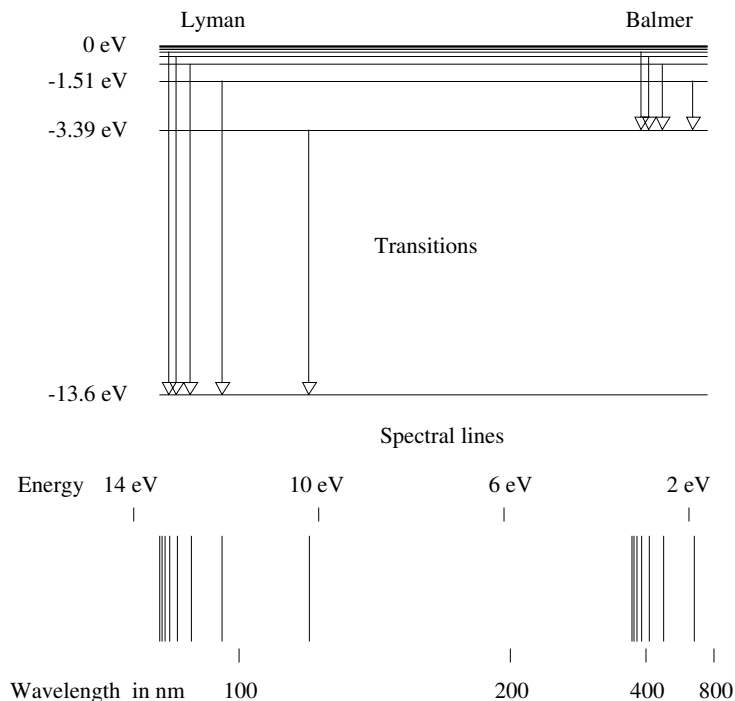 Lyman Balmer
0 eV
-1.51 eV
-3.39 eV
Transitions
-13.6 eV
Spectral lines
Energy 14 eV 10 eV 6 eV 2 eV
Wavelength in nm 100 200 400 800